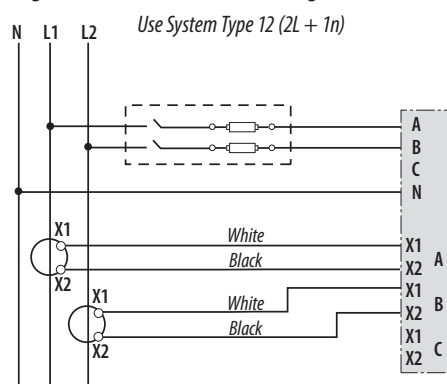 Use System Type 12 (2L + 1n)
N L1 L2
A
B
C
N
X1
X2
White
Black
X1
X2
White
Black
X1
X2 A
X1
X2 B
X1
X2 C